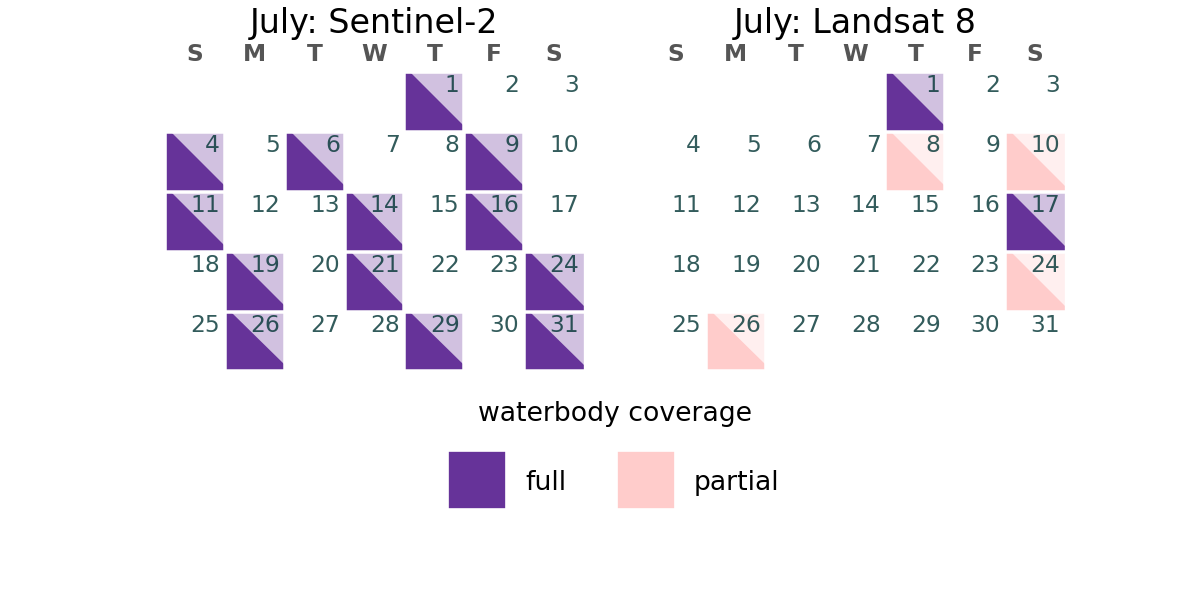 July: Sentinel-2
S M T W T F S
1 2 3
4 5 6 7 8 9 10
11 12 13 14 15 16 17
18 19 20 21 22 23 24
25 26 27 28 29 30 31
July: Landsat 8
S M T W T F S
1 2 3
4 5 6 7 8 9 10
11 12 13 14 15 16 17
18 19 20 21 22 23 24
25 26 27 28 29 30 31
waterbody coverage
full
partial